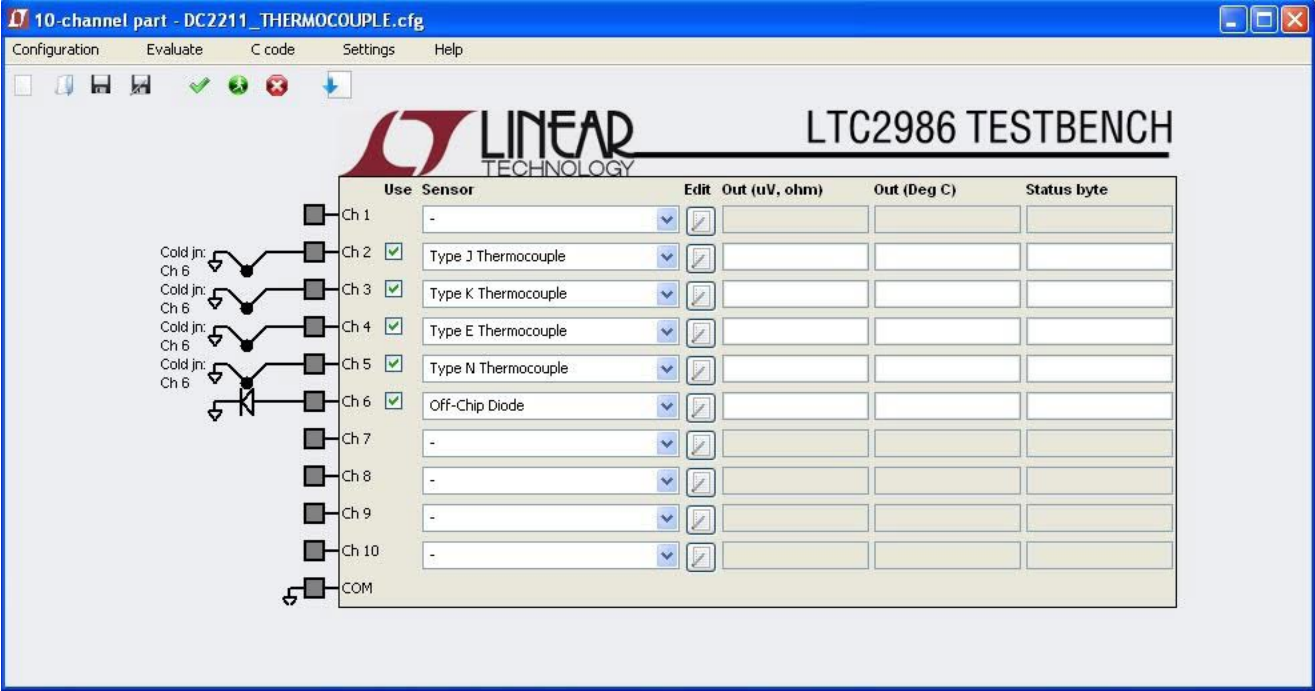 10-channel part - DC2211_THERMOCOUPLE.cfg
Configuration Evaluate C code Settings Help
LINEAR TECHNOLOGY
LTC2986 TESTBENCH
Use Sensor Edit Out (uV, ohm) Out (Deg C) Status byte
Ch 1 -
Cold jn: Ch 6 Ch 2 Type J Thermocouple
Cold jn: Ch 6 Ch 3 Type K Thermocouple
Cold jn: Ch 6 Ch 4 Type E Thermocouple
Cold jn: Ch 6 Ch 5 Type N Thermocouple
Ch 6 Off-Chip Diode
Ch 7 -
Ch 8 -
Ch 9 -
Ch 10 -
COM